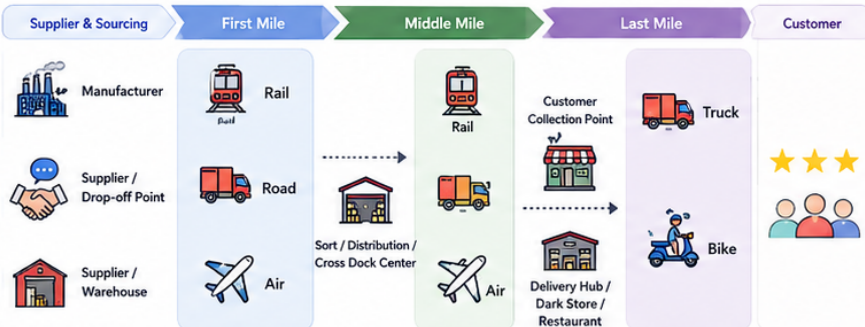 Supplier & Sourcing
First Mile
Middle Mile
Last Mile
Customer
Manufacturer
Supplier /
Drop-off Point
Supplier /
Warehouse
Rail
Road
Air
Sort / Distribution /
Cross Dock Center
Rail
Air
Customer
Collection Point
Delivery Hub /
Dark Store /
Restaurant
Truck
Bike